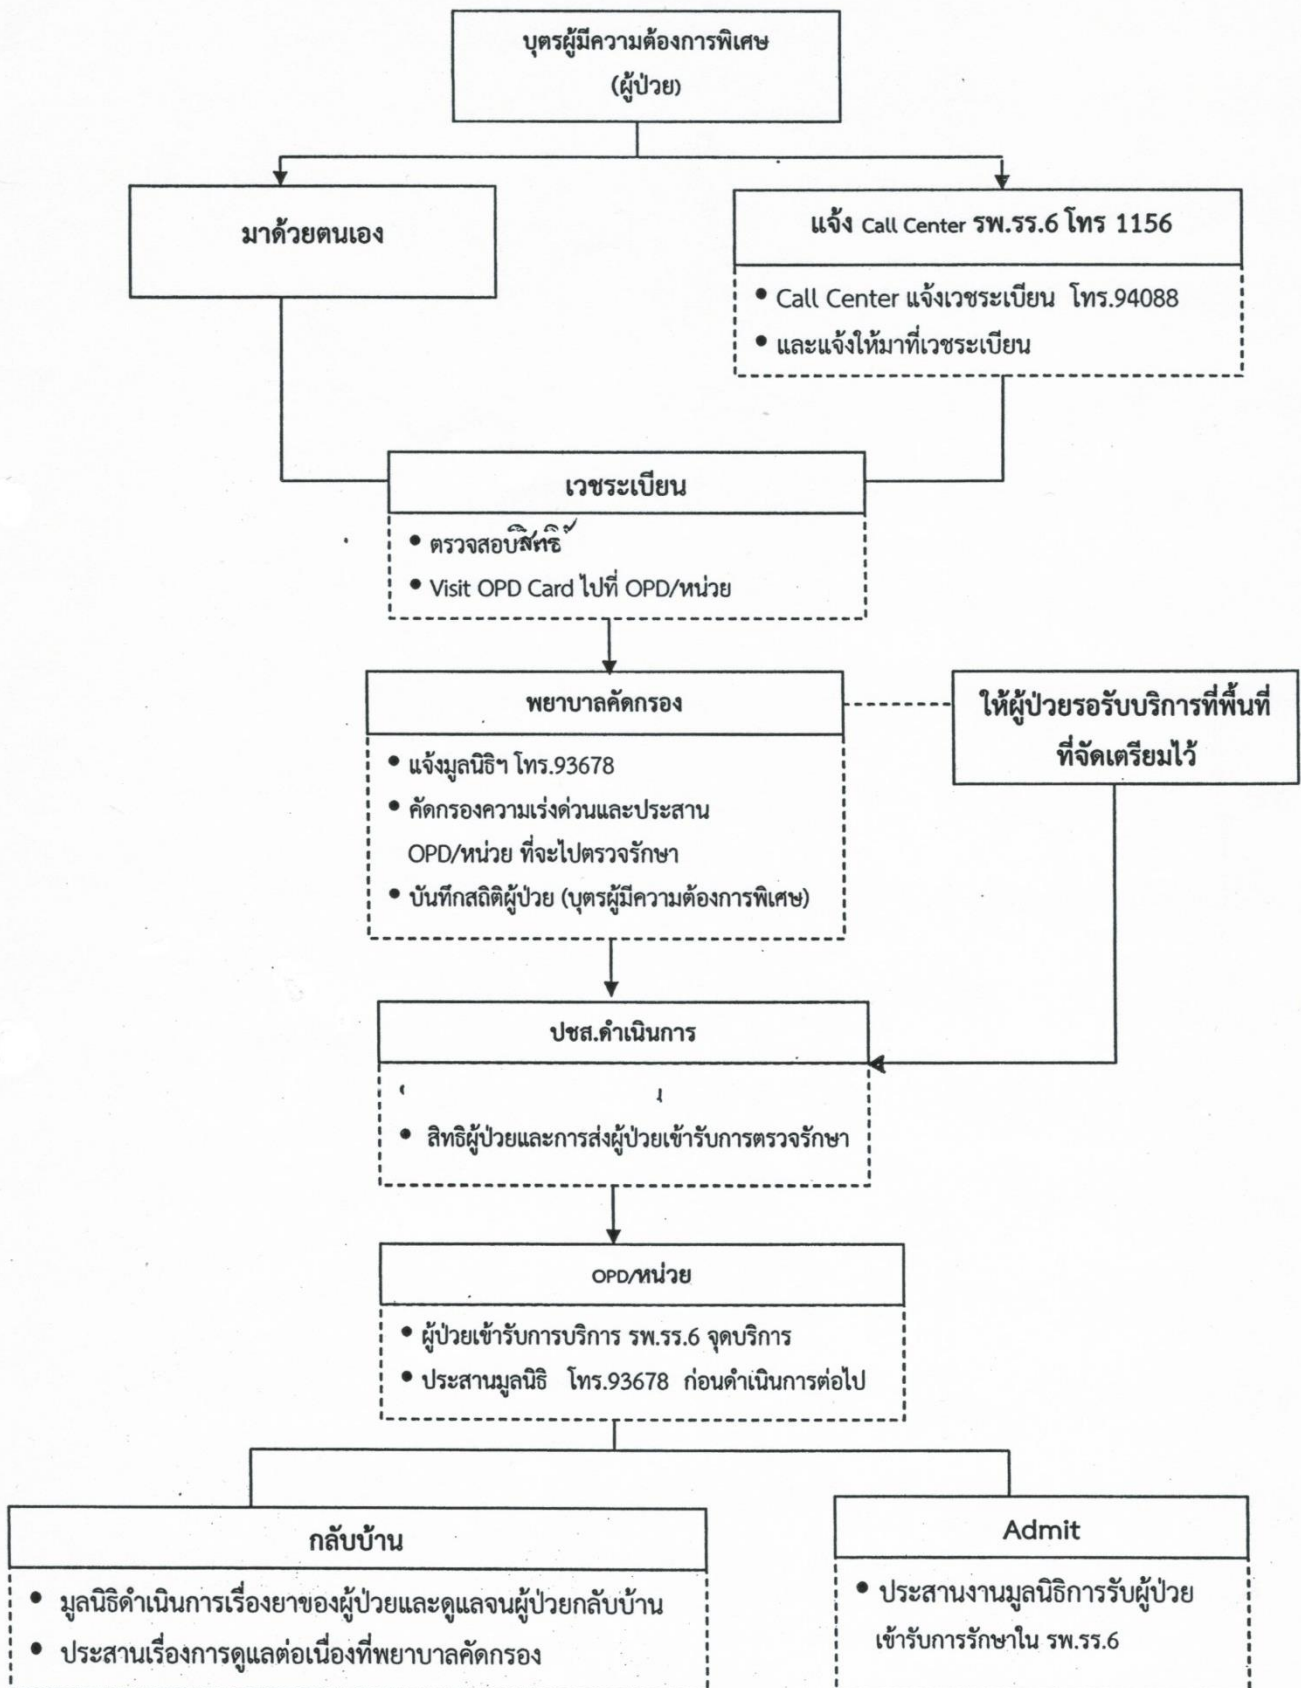 บุตรผู้มีความต้องการพิเศษ
(ผู้ป่วย)
มาด้วยตนเอง
แจ้ง Call Center รพ.รร.6 โทร 1156
• Call Center แจ้งเวชระเบียน โทร.94088
• และแจ้งให้มาที่เวชระเบียน
เวชระเบียน
• ตรวจสอบสิทธิ์
• Visit OPD Card ไปที่ OPD/หน่วย
พยาบาลคัดกรอง
• แจ้งมูลนิธิฯ โทร.93678
• คัดกรองความเร่งด่วนและประสาน
OPD/หน่วย ที่จะไปตรวจรักษา
• บันทึกสถิติผู้ป่วย (บุตรผู้มีความต้องการพิเศษ)
ให้ผู้ป่วยรอรับบริการที่พื้นที่
ที่จัดเตรียมไว้
ปชส.ดำเนินการ
• สิทธิผู้ป่วยและการส่งผู้ป่วยเข้ารับการตรวจรักษา
OPD/หน่วย
• ผู้ป่วยเข้ารับการบริการ รพ.รร.6 จุดบริการ
• ประสานมูลนิธิ โทร.93678 ก่อนดำเนินการต่อไป
กลับบ้าน
• มูลนิธิดำเนินการเรื่องยาของผู้ป่วยและดูแลจนผู้ป่วยกลับบ้าน
• ประสานเรื่องการดูแลต่อเนื่องที่พยาบาลคัดกรอง
Admit
• ประสานงานมูลนิธิการรับผู้ป่วย
เข้ารับการรักษาใน รพ.รร.6